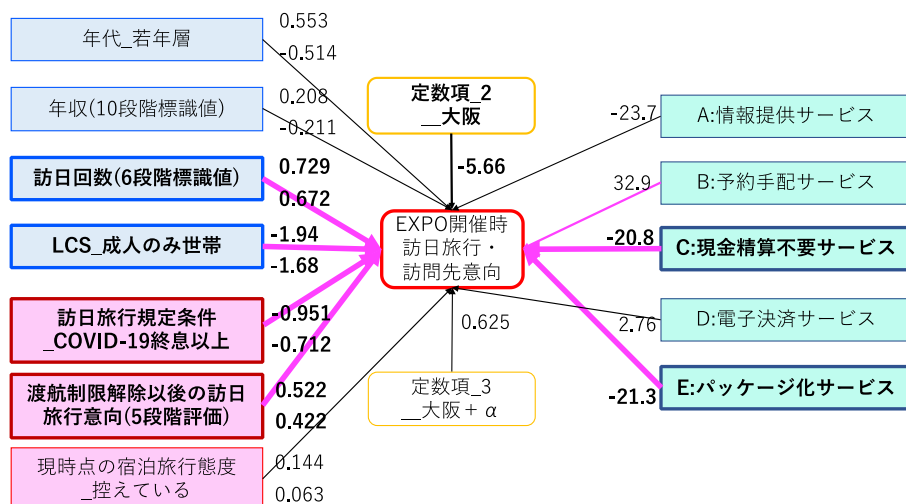 年代_若年層
0.553
-0.514
年収(10段階標識値)
0.208
-0.211
訪日回数(6段階標識値)
0.729
0.672
LCS_成人のみ世帯
-1.94
-1.68
訪日旅行規定条件
_COVID-19終息以上
-0.951
-0.712
渡航制限解除以後の訪日
旅行意向(5段階評価)
0.522
0.422
現時点の宿泊旅行態度
_控えている
0.144
0.063
定数項_2
__大阪
-5.66
EXPO開催時
訪日旅行・
訪問先意向
0.625
定数項_3
__大阪+α
-23.7
A:情報提供サービス
32.9
B:予約手配サービス
-20.8
C:現金精算不要サービス
2.76
D:電子決済サービス
-21.3
E:パッケージ化サービス